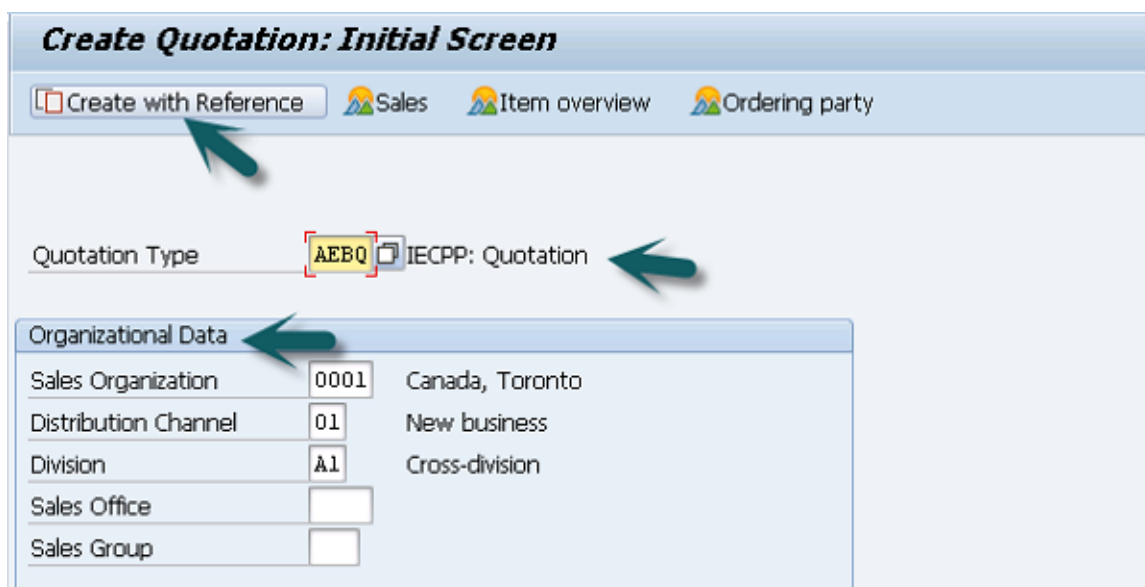 Create Quotation: Initial Screen
Create with Reference Sales Item overview Ordering party
Quotation Type AEBQ IECPP: Quotation
Organizational Data
Sales Organization 0001 Canada, Toronto
Distribution Channel 01 New business
Division A1 Cross-division
Sales Office
Sales Group